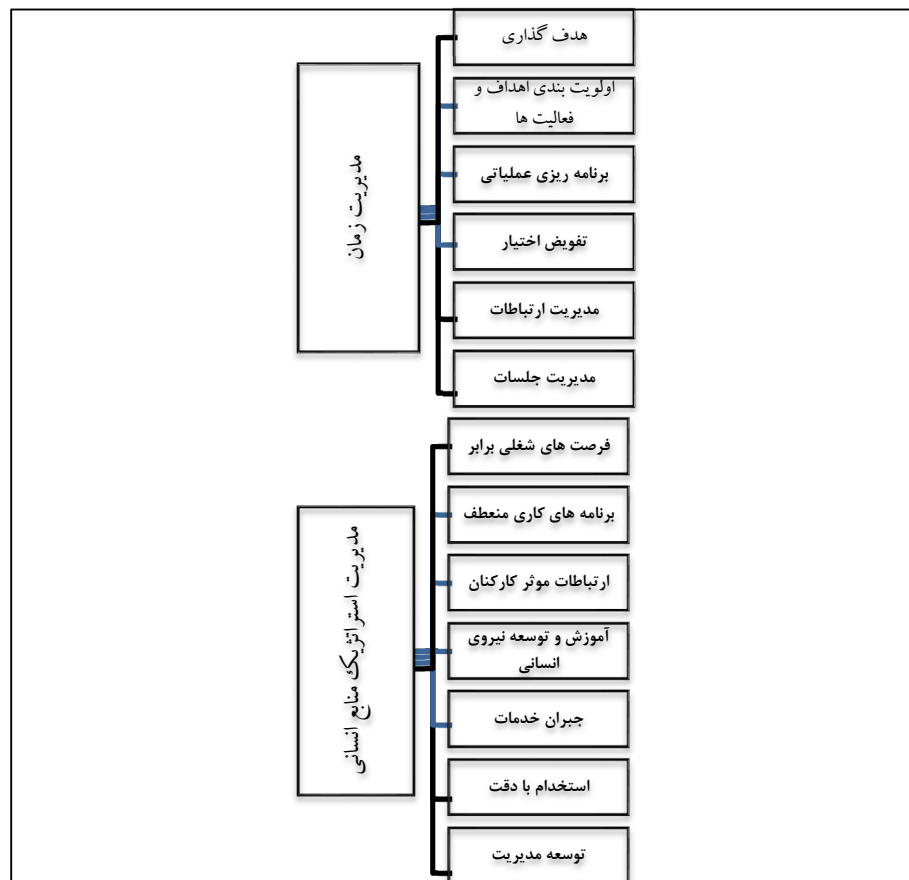 مدیریت زمان
هدف گذاری
اولویت بندی اهداف و
فعالیت ها
برنامه ریزی عملیاتی
تفویض اختیار
مدیریت ارتباطات
مدیریت جلسات
مدیریت استراتژیک منابع انسانی
فرصت های شغلی برابر
برنامه های کاری منعطف
ارتباطات موثر کارکنان
آموزش و توسعه نیروی
انسانی
جبران خدمات
استخدام با دقت
توسعه مدیریت